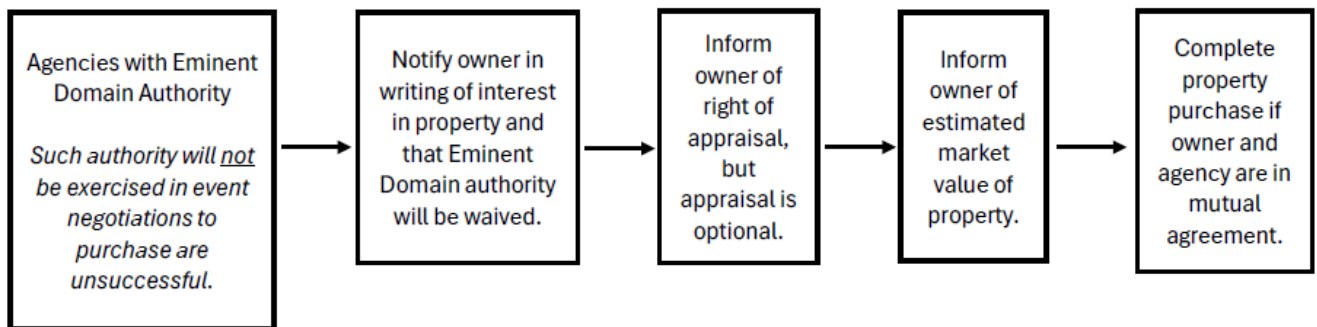 Agencies with Eminent
Domain Authority
Such authority will not
be exercised in event
negotiations to
purchase are
unsuccessful.
Notify owner in
writing of interest
in property and
that Eminent
Domain authority
will be waived.
Inform
owner of
right of
appraisal,
but
appraisal is
optional.
Inform
owner of
estimated
market
value of
property.
Complete
property
purchase if
owner and
agency are in
mutual
agreement.